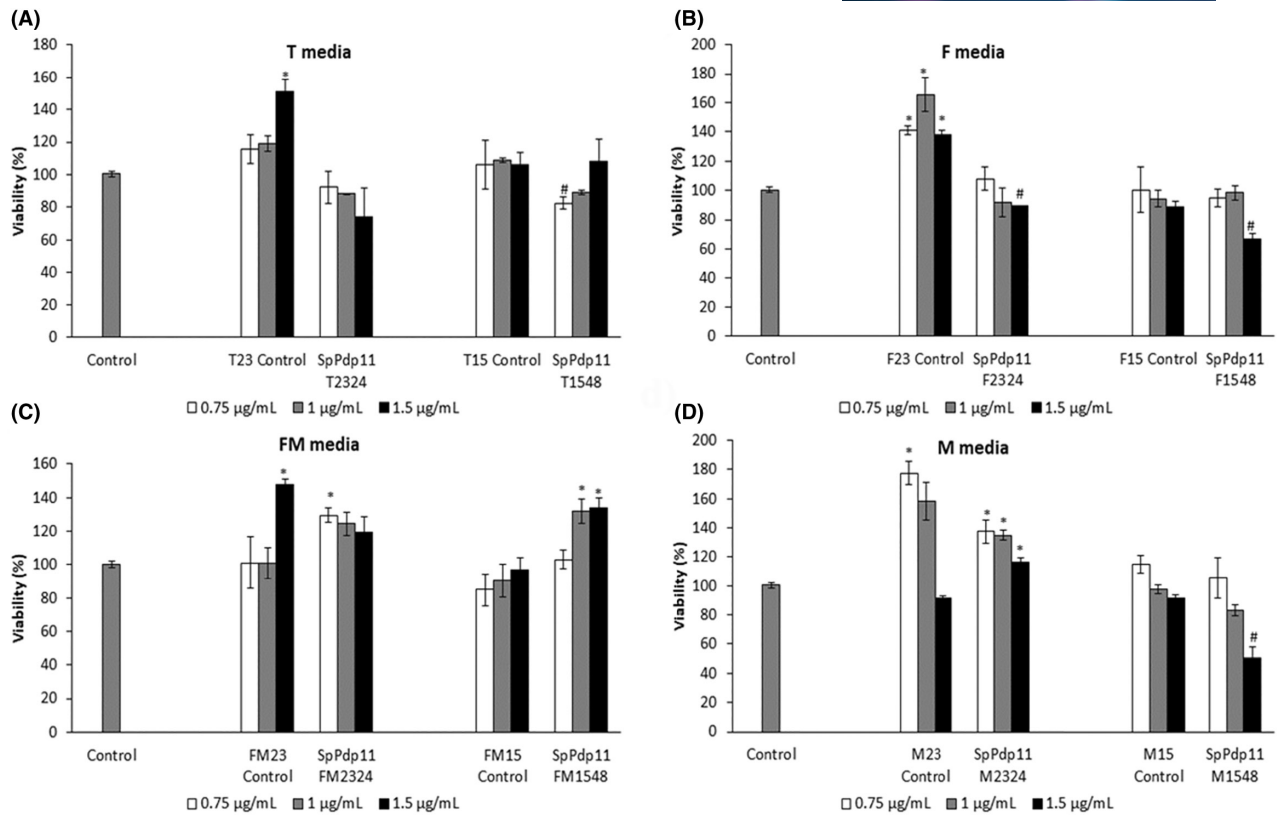 (A)
T media
Viability (%)
180
160
140
120
100
80
60
40
20
0
*
#
Control
T23 Control
SpPdp11
T2324
T15 Control
SpPdp11
T1548
0.75 µg/mL
1 µg/mL
1.5 µg/mL
(B)
F media
Viability (%)
200
180
160
140
120
100
80
60
40
20
0
*
*
*
#
#
Control
F23 Control
SpPdp11
F2324
F15 Control
SpPdp11
F1548
0.75 µg/mL
1 µg/mL
1.5 µg/mL
(C)
FM media
Viability (%)
160
140
120
100
80
60
40
20
0
*
*
*
*
Control
FM23
Control
SpPdp11
FM2324
FM15
Control
SpPdp11
FM1548
0.75 µg/mL
1 µg/mL
1.5 µg/mL
(D)
M media
Viability (%)
200
180
160
140
120
100
80
60
40
20
0
*
*
*
*
#
Control
M23
Control
SpPdp11
M2324
M15
Control
SpPdp11
M1548
0.75 µg/mL
1 µg/mL
1.5 µg/mL